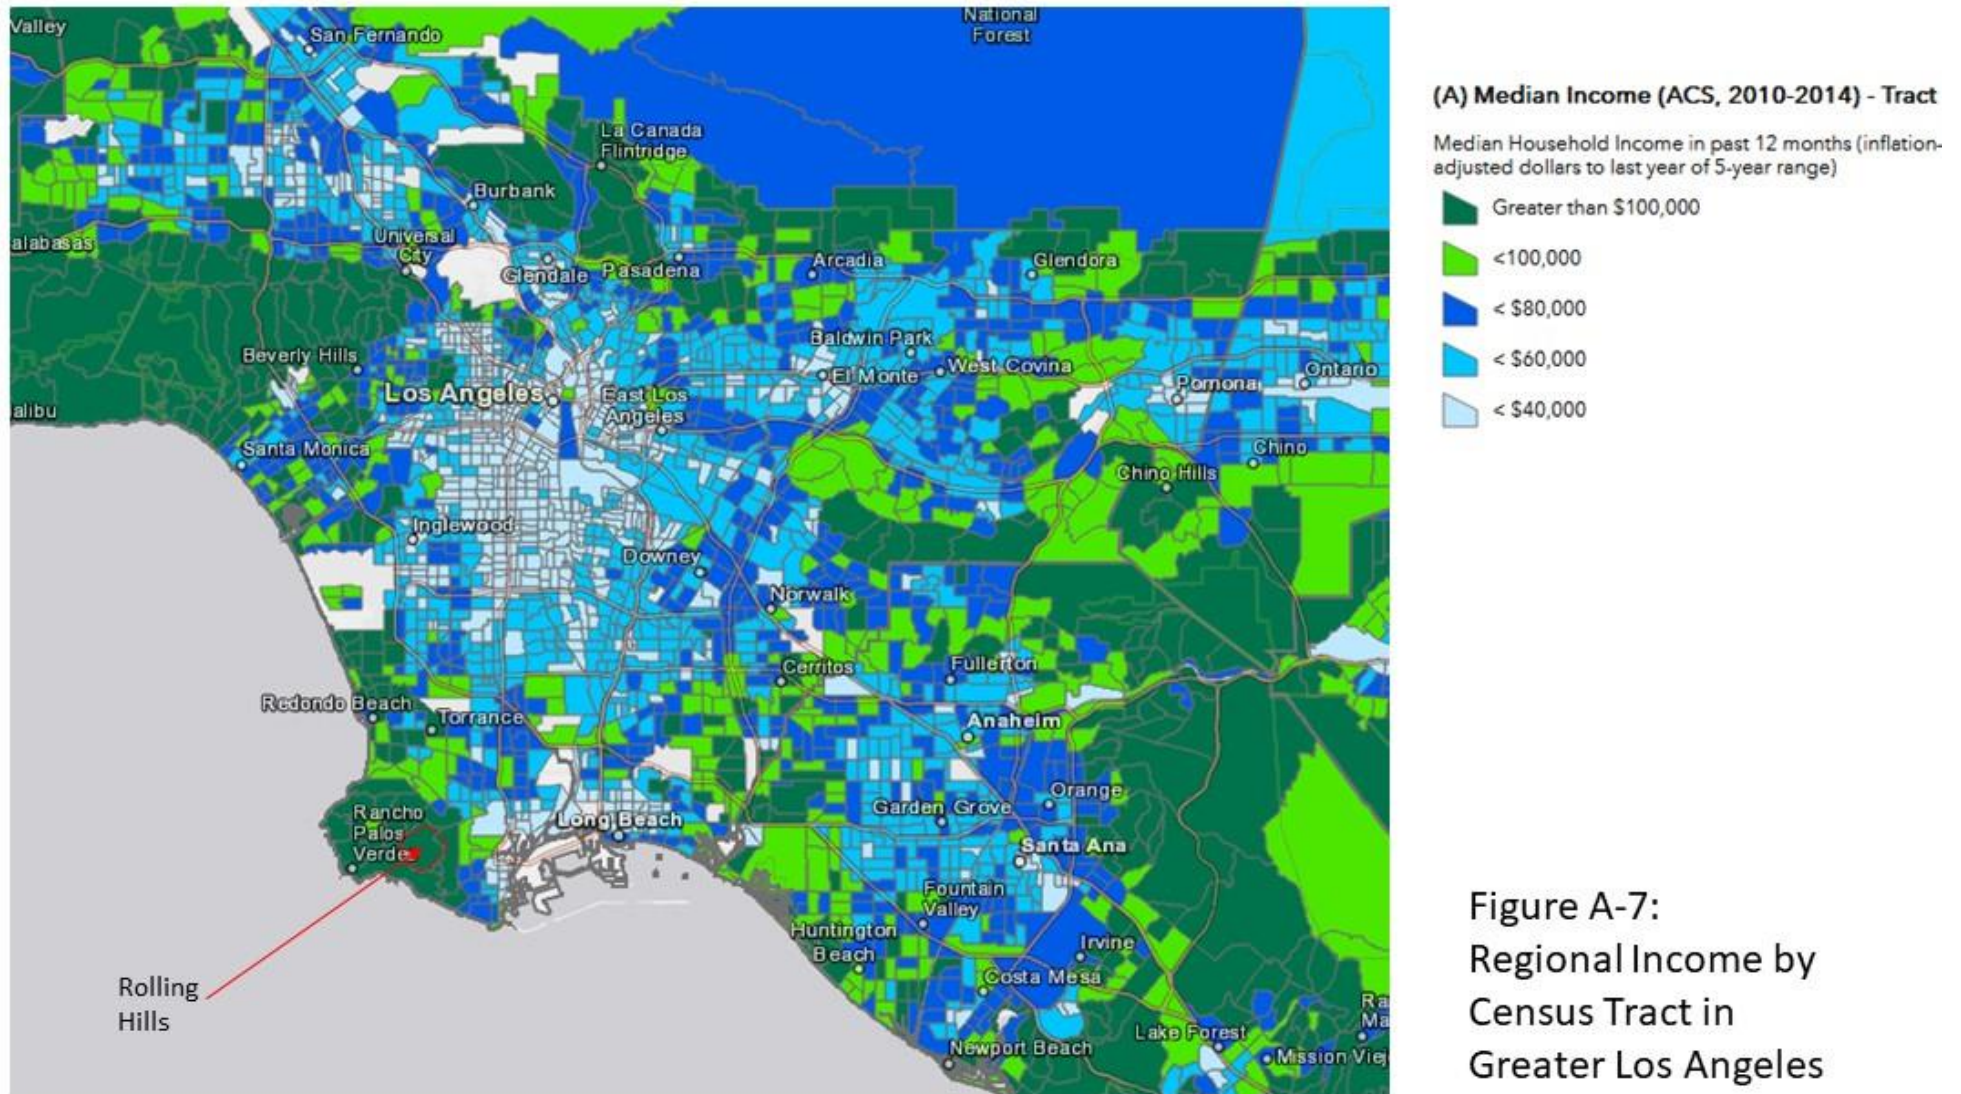 Valley
San Fernando
National
Forest
La Canada
Flintridge
Burbank
alabasas
Universal
City
Glendale
Pasadena
Arcadia
Glendora
Beverly Hills
Baldwin Park
Los Angeles
East Los
Angeles
El Monte
West Covina
Pomona
Ontario
alibu
Santa Monica
Chino
Chino Hills
Inglewood
Downey
Norwalk
Cerritos
Fullerton
Redondo Beach
Torrance
Anaheim
Rancho
Palos
Verde
Long Beach
Garden Grove
Orange
Santa Ana
Fountain
Valley
Huntington
Beach
Irvine
Costa Mesa
Ra
Ma
Lake Forest
Newport Beach
Mission Viej
Rolling
Hills
(A) Median Income (ACS, 2010-2014) - Tract
Median Household Income in past 12 months (inflation-
adjusted dollars to last year of 5-year range)
Greater than $100,000
<100,000
< $80,000
< $60,000
< $40,000
Figure A-7:
Regional Income by
Census Tract in
Greater Los Angeles